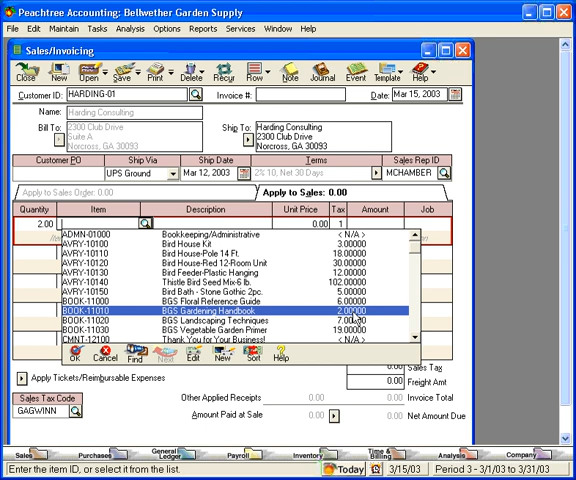 Peachtree Accounting: Bellwether Garden Supply
File Edit Maintain Tasks Analysis Options Reports Services Window Help
Sales/Invoicing
Close New Open Save Print Delete Recur Row Note Journal Event Template Help
Customer ID: HARDING-01 Invoice #: Date: Mar 15, 2003
Name: Harding Consulting
Bill To: 2300 Club Drive Ship To: Harding Consulting
Suite A 2300 Club Drive
Norcross, GA 30093 Norcross, GA 30093
Customer PO Ship Via Ship Date Terms Sales Rep ID
UPS Ground Mar 12, 2003 2% 10, Net 30 Days MCHAMBER
Apply to Sales Order: 0.00 Apply to Sales: 0.00
Quantity Item Description Unit Price Tax Amount Job
2.00 0.00 1
ADMN-01000 Bookkeeping/Administrative < N/A >
AVRY-10100 Bird House Kit 3.00000
AVRY-10110 Bird House-Pole 14 Ft. 18.00000
AVRY-10120 Bird House-Red 12-Room Unit 30.00000
AVRY-10130 Bird Feeder-Plastic Hanging 12.00000
AVRY-10140 Thistle Bird Seed Mix-6 lb. 102.00000
AVRY-10150 Bird Bath - Stone Gothic 2pc. 5.00000
BOOK-11000 BGS Floral Reference Guide 6.00000
BOOK-11010 BGS Gardening Handbook 2.00000
BOOK-11020 BGS Landscaping Techniques 7.00000
BOOK-11030 BGS Vegetable Garden Primer 19.00000
CMNT-12100 Thank You for Your Business! < N/A >
OK Cancel Find Next Edit New Sort Help
0.00 Sales Tax
Apply Tickets/Reimbursable Expenses 0.00 Freight Amt
Sales Tax Code Other Applied Receipts 0.00 0.00 Invoice Total
GAGWINN Amount Paid at Sale 0.00 0.00 Net Amount Due
Sales Purchases General Ledger Payroll Inventory Time & Billing Analysis Company
Enter the item ID, or select it from the list. Today 3/15/03 Period 3 - 3/1/03 to 3/31/03